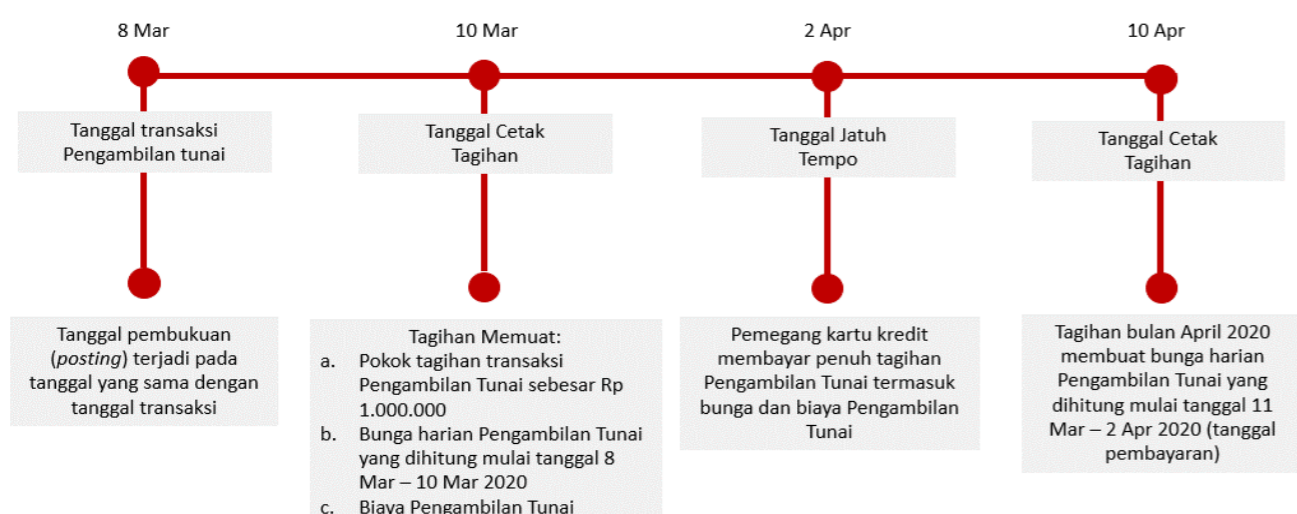 8 Mar
10 Mar
2 Apr
10 Apr
Tanggal transaksi
Pengambilan tunai
Tanggal Cetak
Tagihan
Tanggal Jatuh
Tempo
Tanggal Cetak
Tagihan
Tanggal pembukuan
(posting) terjadi pada
tanggal yang sama dengan
tanggal transaksi
Tagihan Memuat:
a. Pokok tagihan transaksi
Pengambilan Tunai sebesar Rp
1.000.000
b. Bunga harian Pengambilan Tunai
yang dihitung mulai tanggal 8
Mar – 10 Mar 2020
c. Biaya Pengambilan Tunai
Pemegang kartu kredit
membayar penuh tagihan
Pengambilan Tunai termasuk
bunga dan biaya Pengambilan
Tunai
Tagihan bulan April 2020
membuat bunga harian
Pengambilan Tunai yang
dihitung mulai tanggal 11
Mar – 2 Apr 2020 (tanggal
pembayaran)